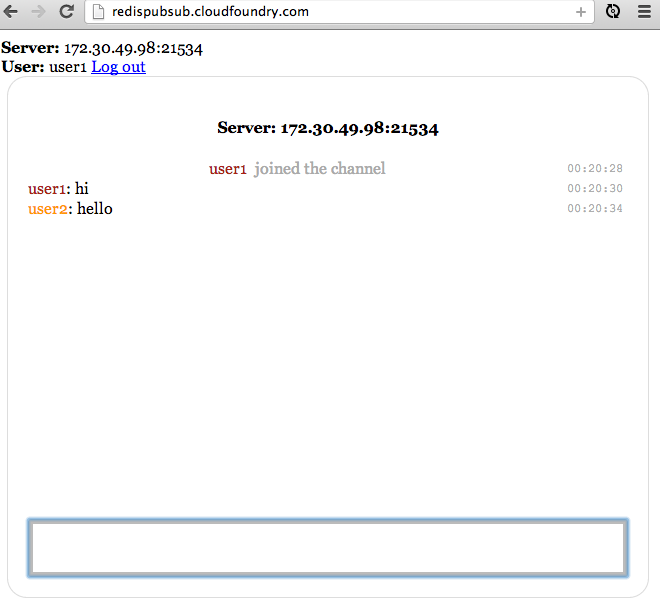 redispubsub.cloudfoundry.com
Server: 172.30.49.98:21534
User: user1 Log out
Server: 172.30.49.98:21534
user1 joined the channel 00:20:28
user1: hi 00:20:30
user2: hello 00:20:34